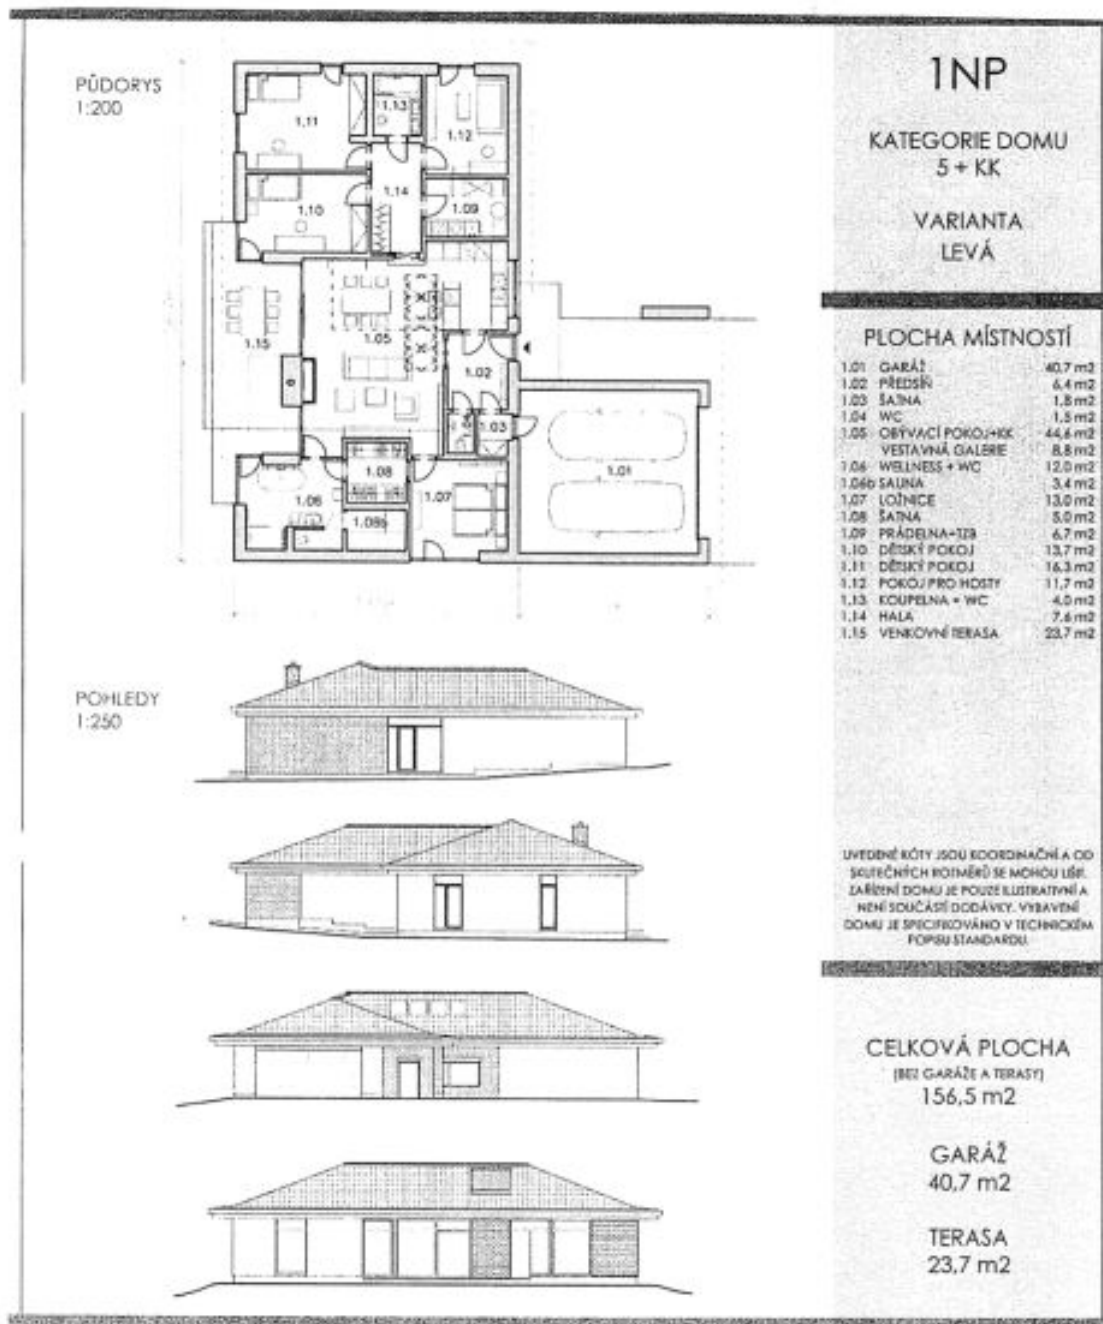 PŮDORYS
1:200
1.11
1.13
1.12
1.14
1.10
1.09
1.15
1.05
1.02
1.04
1.03
1.01
1.08
1.06
1.07
1.08b
POHLEDY
1:250
1NP
KATEGORIE DOMU
5 + KK
VARIANTA
LEVÁ
PLOCHA MÍSTNOSTÍ
1.01 GARÁŽ 40,7 m2
1.02 PŘEDSÍŇ 6,4 m2
1.03 ŠATNA 1,8 m2
1.04 WC 1,5 m2
1.05 OBÝVACÍ POKOJ+KK 44,6 m2
VESTAVNÁ GALERIE 8,8 m2
1.06 WELLNESS + WC 12,0 m2
1.06b SAUNA 3,4 m2
1.07 LOŽNICE 13,0 m2
1.08 ŠATNA 5,0 m2
1.09 PRÁDELNA+TZB 6,7 m2
1.10 DĚTSKÝ POKOJ 13,7 m2
1.11 DĚTSKÝ POKOJ 16,3 m2
1.12 POKOJ PRO HOSTY 11,7 m2
1.13 KOUPELNA + WC 4,0 m2
1.14 HALA 7,6 m2
1.15 VENKOVNÍ TERASA 23,7 m2
UVEDENÉ KÓTY JSOU KOORDINAČNÍ A OD
SKUTEČNÝCH ROZMĚRŮ SE MOHOU LIŠIT.
ZAŘÍZENÍ DOMU JE POUZE ILUSTRATIVNÍ A
NENÍ SOUČÁSTÍ DODÁVKY. VYBAVENÍ
DOMU JE SPECIFIKOVÁNO V TECHNICKÉM
POPISU STANDARDU.
CELKOVÁ PLOCHA
(BEZ GARÁŽE A TERASY)
156,5 m2
GARÁŽ
40,7 m2
TERASA
23,7 m2